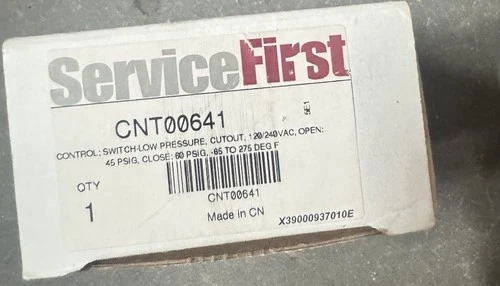 ServiceFirst
5E1
CNT00641
CONTROL; SWITCH-LOW PRESSURE, CUTOUT, 120/240VAC, OPEN:
45 PSIG, CLOSE: 60 PSIG, -65 TO 275 DEG F
QTY
1
CNT00641
Made in CN
X39000937010E